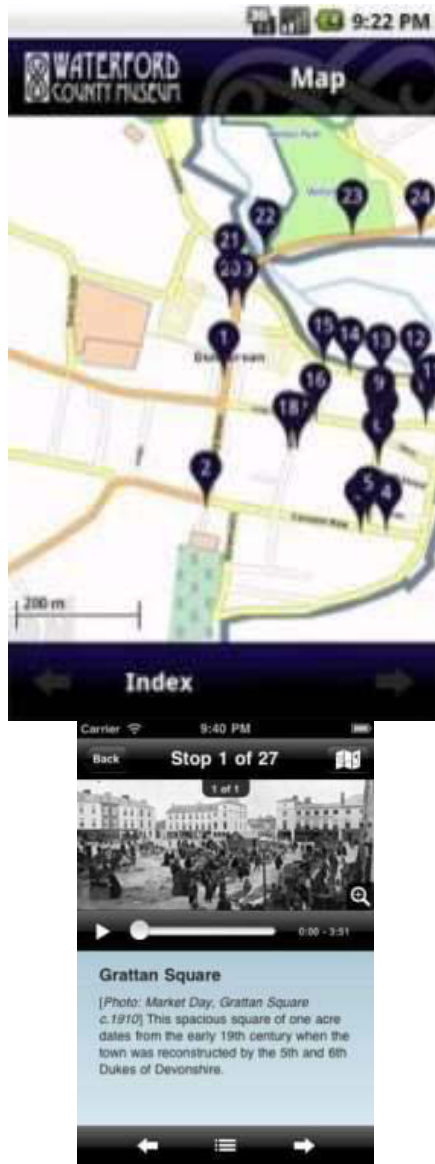 9:22 PM
WATERFORD
COUNTY MUSEUM
Map
23
24
22
21
20
1
15
14
13
12
16
9
18
6
2
5
4
200 m
Index
Carrier
9:40 PM
Back
Stop 1 of 27
1 of 1
0:00 - 3:51
Grattan Square
[Photo: Market Day, Grattan Square
c.1910] This spacious square of one acre
dates from the early 19th century when the
town was reconstructed by the 5th and 6th
Dukes of Devonshire.